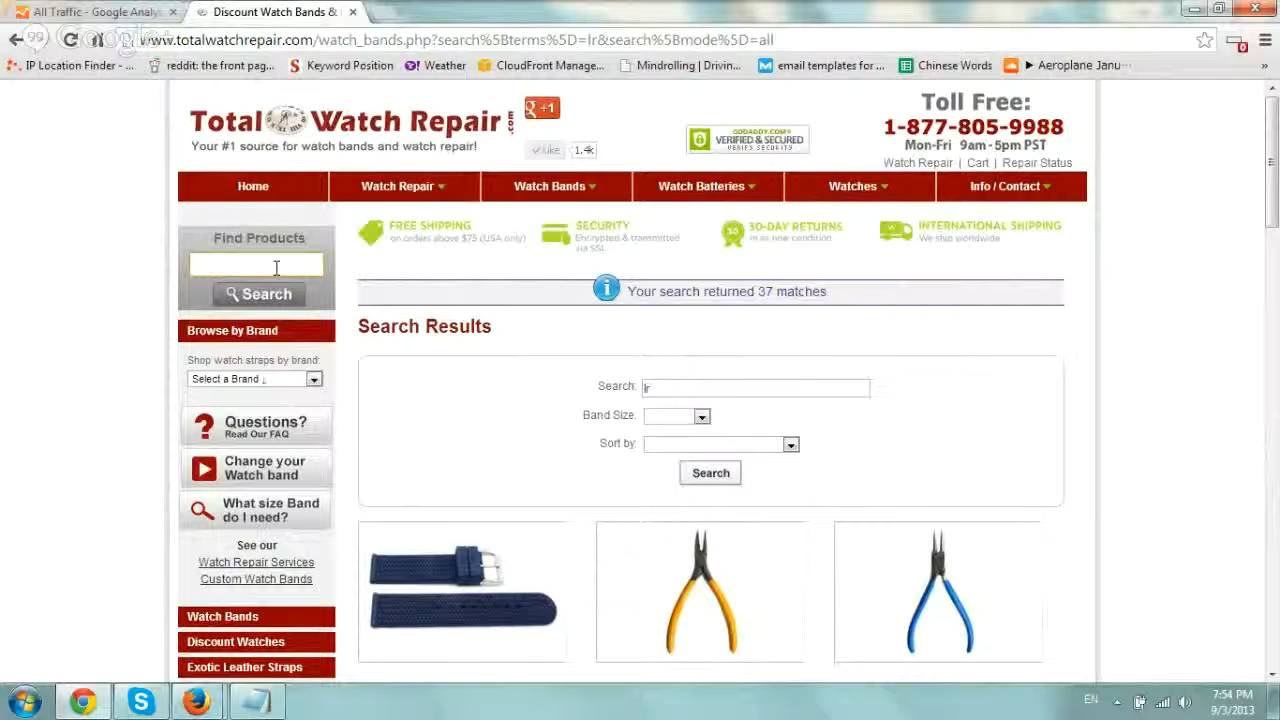 All Traffic - Google Analy
Discount Watch Bands &
99
www.totalwatchrepair.com/watch_bands.php?search%5Bterms%5D=lr&search%5Bmode%5D=all
0
IP Location Finder - ...
reddit: the front pag...
Keyword Position
Weather
CloudFront Manage...
Mindrolling | Drivin...
email templates for ...
Chinese Words
▶ Aeroplane Janu...
Total Watch Repair .com
Your #1 source for watch bands and watch repair!
+1
Like 1.4k
GODADDY.COM®
VERIFIED & SECURED
VERIFY SECURITY
Toll Free:
1-877-805-9988
Mon-Fri 9am - 5pm PST
Watch Repair | Cart | Repair Status
Home
Watch Repair
Watch Bands
Watch Batteries
Watches
Info / Contact
Find Products
Search
FREE SHIPPING
on orders above $75 (USA only)
SECURITY
Encrypted & transmitted
via SSL
30
30-DAY RETURNS
in as new condition
INTERNATIONAL SHIPPING
We ship worldwide
Your search returned 37 matches
Search Results
Search: lr
Band Size:
Sort by:
Search
Browse by Brand
Shop watch straps by brand:
Select a Brand ↓
Questions?
Read Our FAQ
Change your
Watch band
What size Band
do I need?
See our
Watch Repair Services
Custom Watch Bands
Watch Bands
Discount Watches
Exotic Leather Straps
EN
7:54 PM
9/3/2013